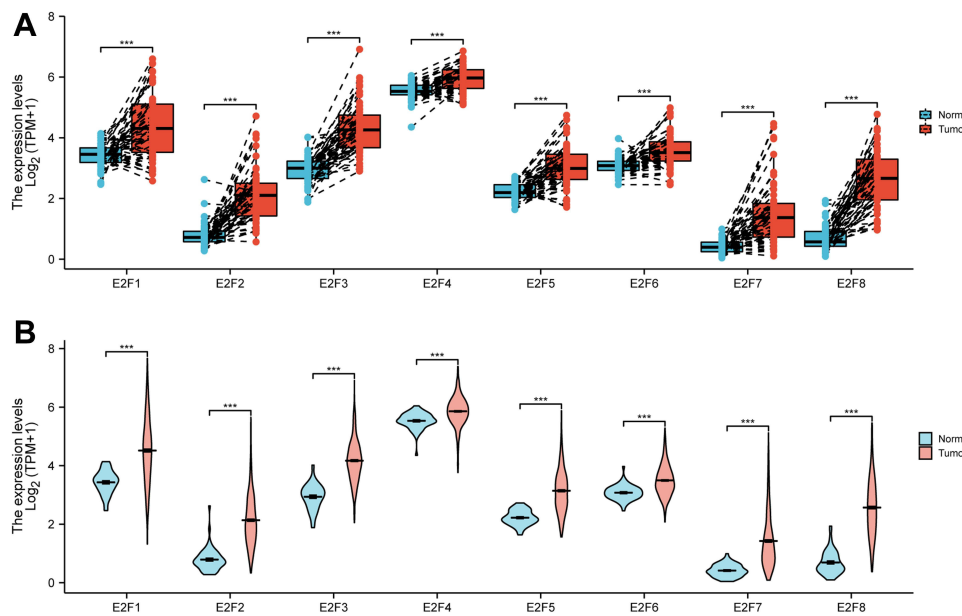 A
The expression levels
Log2 (TPM+1)
8
6
4
2
0
*** *** *** *** *** *** *** ***
E2F1 E2F2 E2F3 E2F4 E2F5 E2F6 E2F7 E2F8
Norm
Tumo
B
The expression levels
Log2 (TPM+1)
8
6
4
2
0
*** *** *** *** *** *** *** ***
E2F1 E2F2 E2F3 E2F4 E2F5 E2F6 E2F7 E2F8
Norm
Tumo